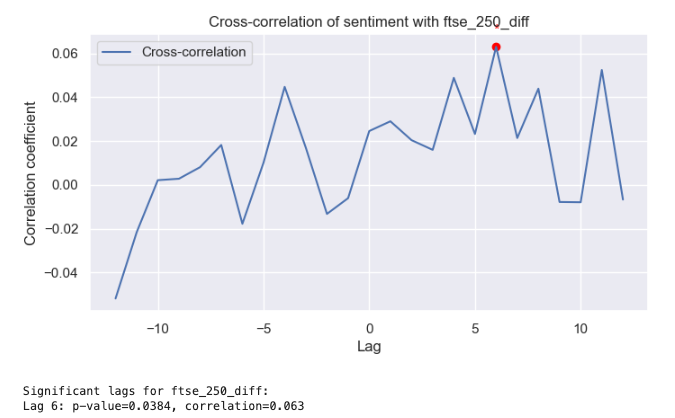 Cross-correlation of sentiment with ftse_250_diff
*
Cross-correlation
0.06
0.04
0.02
0.00
−0.02
−0.04
Correlation coefficient
−10
−5
0
5
10
Lag
Significant lags for ftse_250_diff:
Lag 6: p-value=0.0384, correlation=0.063